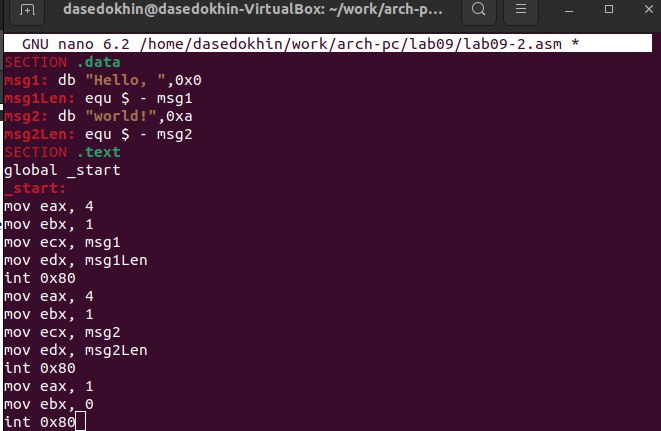 dasedokhin@dasedokhin-VirtualBox: ~/work/arch-p...
GNU nano 6.2 /home/dasedokhin/work/arch-pc/lab09/lab09-2.asm *
SECTION .data
msg1: db "Hello, ",0x0
msg1Len: equ $ - msg1
msg2: db "world!",0xa
msg2Len: equ $ - msg2
SECTION .text
global _start
_start:
mov eax, 4
mov ebx, 1
mov ecx, msg1
mov edx, msg1Len
int 0x80
mov eax, 4
mov ebx, 1
mov ecx, msg2
mov edx, msg2Len
int 0x80
mov eax, 1
mov ebx, 0
int 0x80